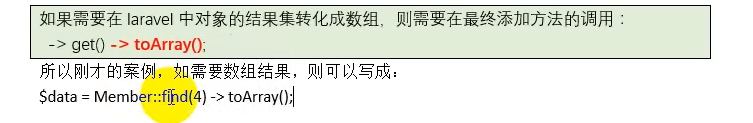 如果需要在 laravel 中对象的结果集转化成数组，则需要在最终添加方法的调用：
-> get() -> toArray();
所以刚才的案例，如需要数组结果，则可以写成：
$data = Member::find(4) -> toArray();